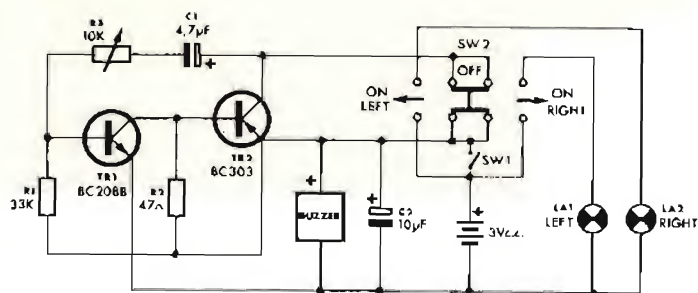 R3
10K
C1
4,7µF
+
SW2
OFF
ON
LEFT
ON
RIGHT
TR1
BC208B
TR2
BC303
R1
33K
R2
47Ω
+
BUZZER
+
C2
10µF
SW1
+
3Vc.c.
LA1
LEFT
LA2
RIGHT